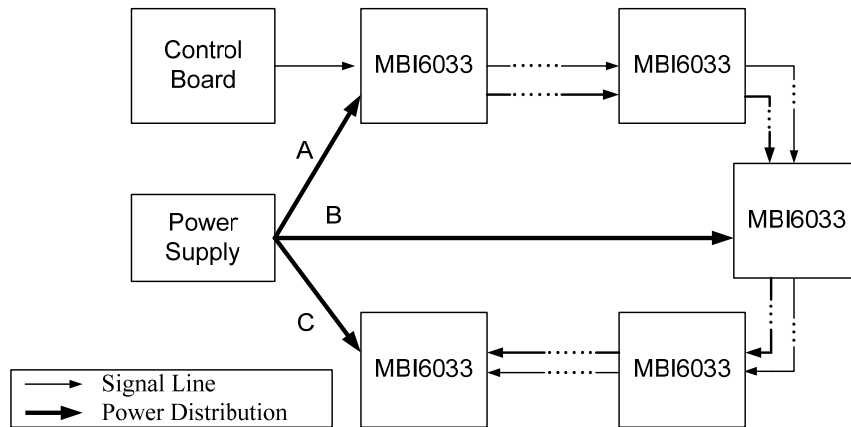 Control
Board
MBI6033
MBI6033
A
Power
Supply
B
MBI6033
C
MBI6033
MBI6033
Signal Line
Power Distribution